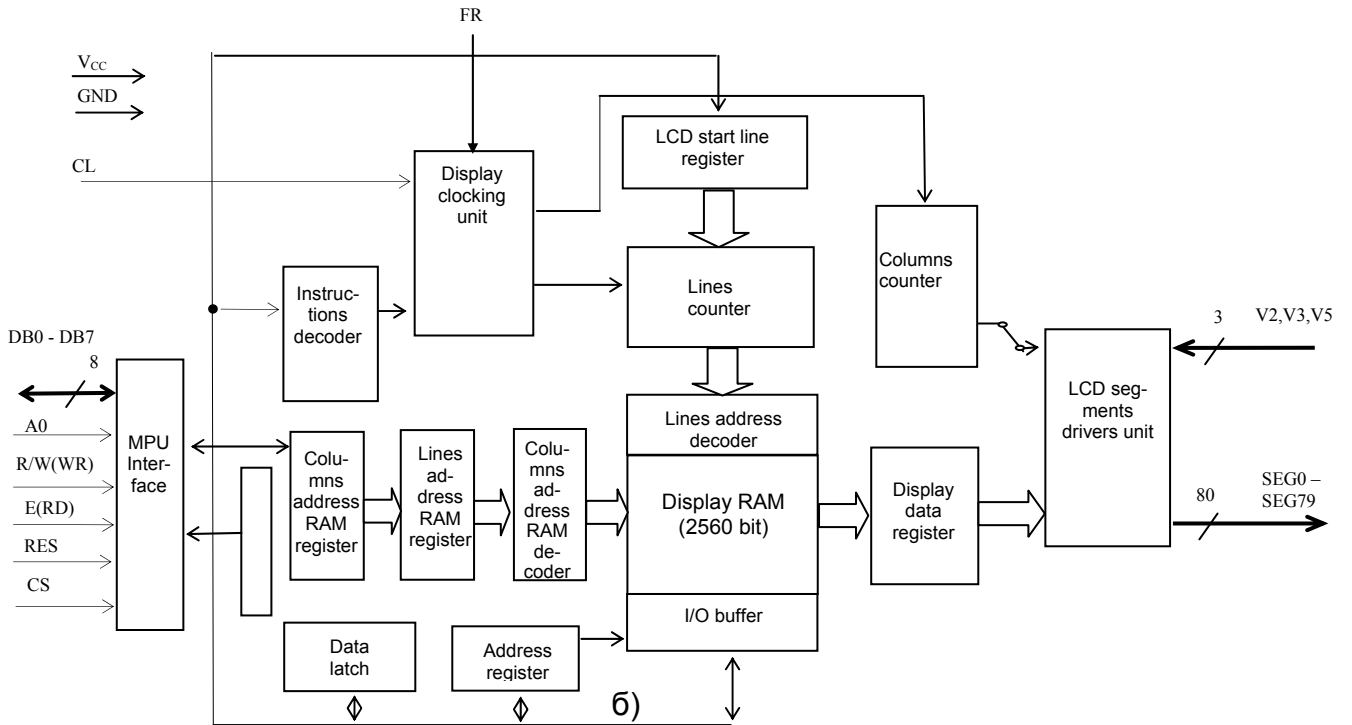 FR
VCC
GND
CL
LCD start line
register
Display
clocking
unit
Columns
counter
Instruc-
tions
decoder
Lines
counter
DB0 - DB7
8
3
V2,V3,V5
LCD seg-
ments
drivers unit
A0
R/W(WR)
E(RD)
RES
CS
MPU
Inter-
face
Colu-
mns
address
RAM
register
Lines
ad-
dress
RAM
register
Colu-
mns
ad-
dress
RAM
de-
coder
Lines address
decoder
Display RAM
(2560 bit)
I/O buffer
Display
data
register
80
SEG0 –
SEG79
Data
latch
Address
register
б)